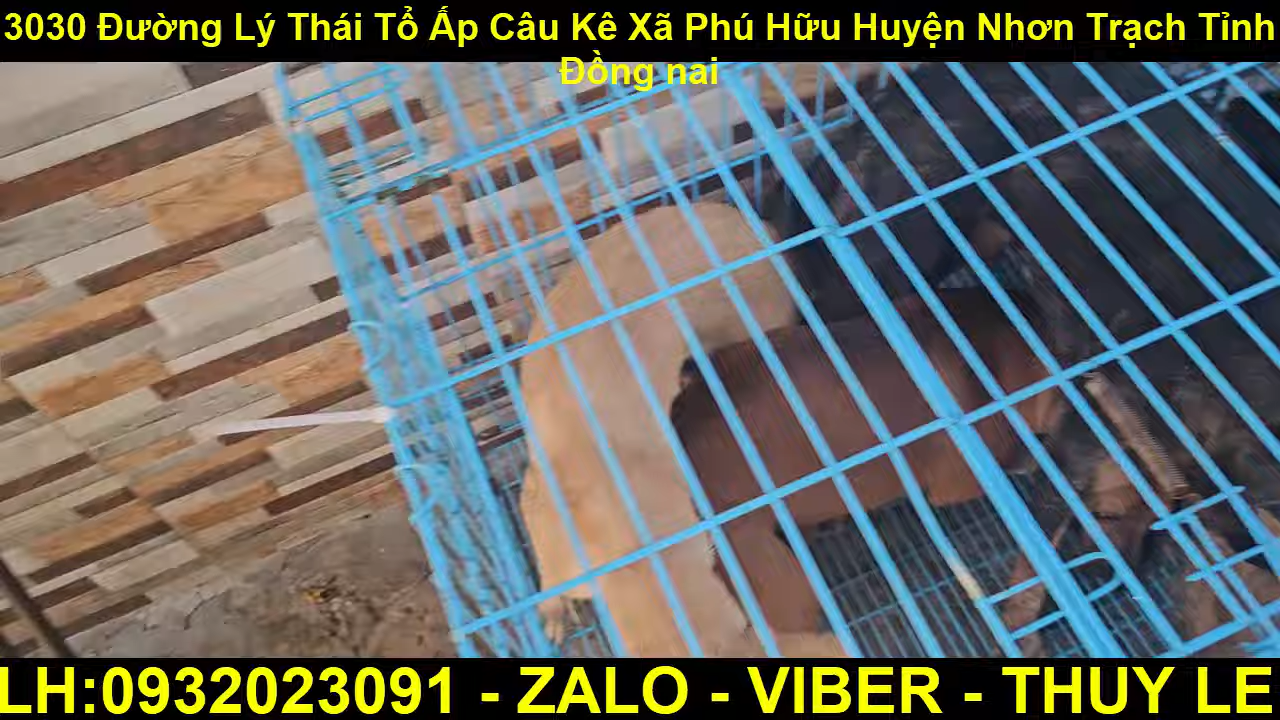 3030 Đường Lý Thái Tổ Ấp Câu Kê Xã Phú Hữu Huyện Nhơn Trạch Tỉnh
Đồng nai
LH:0932023091 - ZALO - VIBER - THUY LE